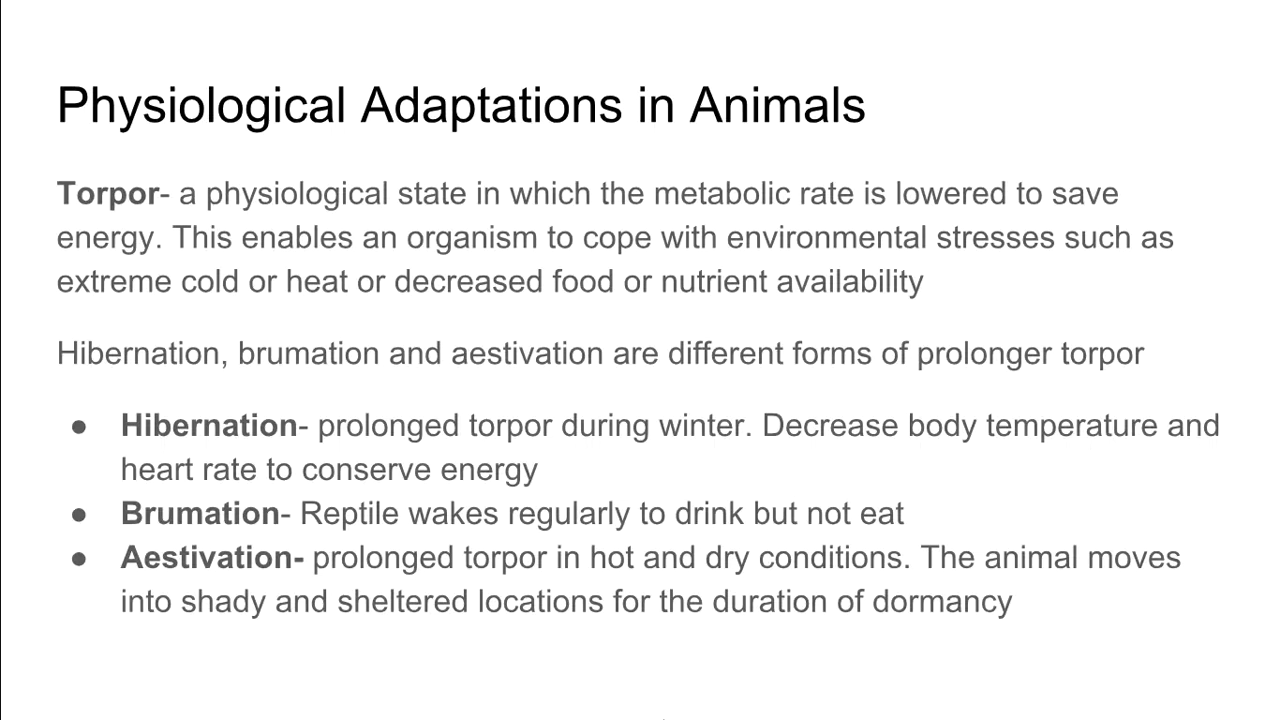 Physiological Adaptations in Animals
Torpor- a physiological state in which the metabolic rate is lowered to save
energy. This enables an organism to cope with environmental stresses such as
extreme cold or heat or decreased food or nutrient availability
Hibernation, brumation and aestivation are different forms of prolonger torpor
● Hibernation- prolonged torpor during winter. Decrease body temperature and
heart rate to conserve energy
● Brumation- Reptile wakes regularly to drink but not eat
● Aestivation- prolonged torpor in hot and dry conditions. The animal moves
into shady and sheltered locations for the duration of dormancy